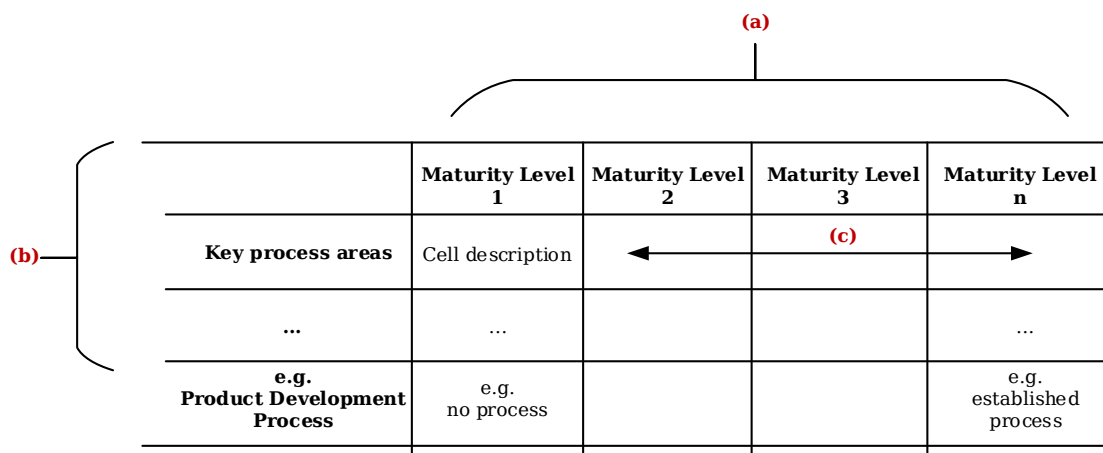 (a)
Maturity Level
1
Maturity Level
2
Maturity Level
3
Maturity Level
n
(b)
Key process areas
Cell description
(c)
...
...
...
e.g.
Product Development
Process
e.g.
no process
e.g.
established
process